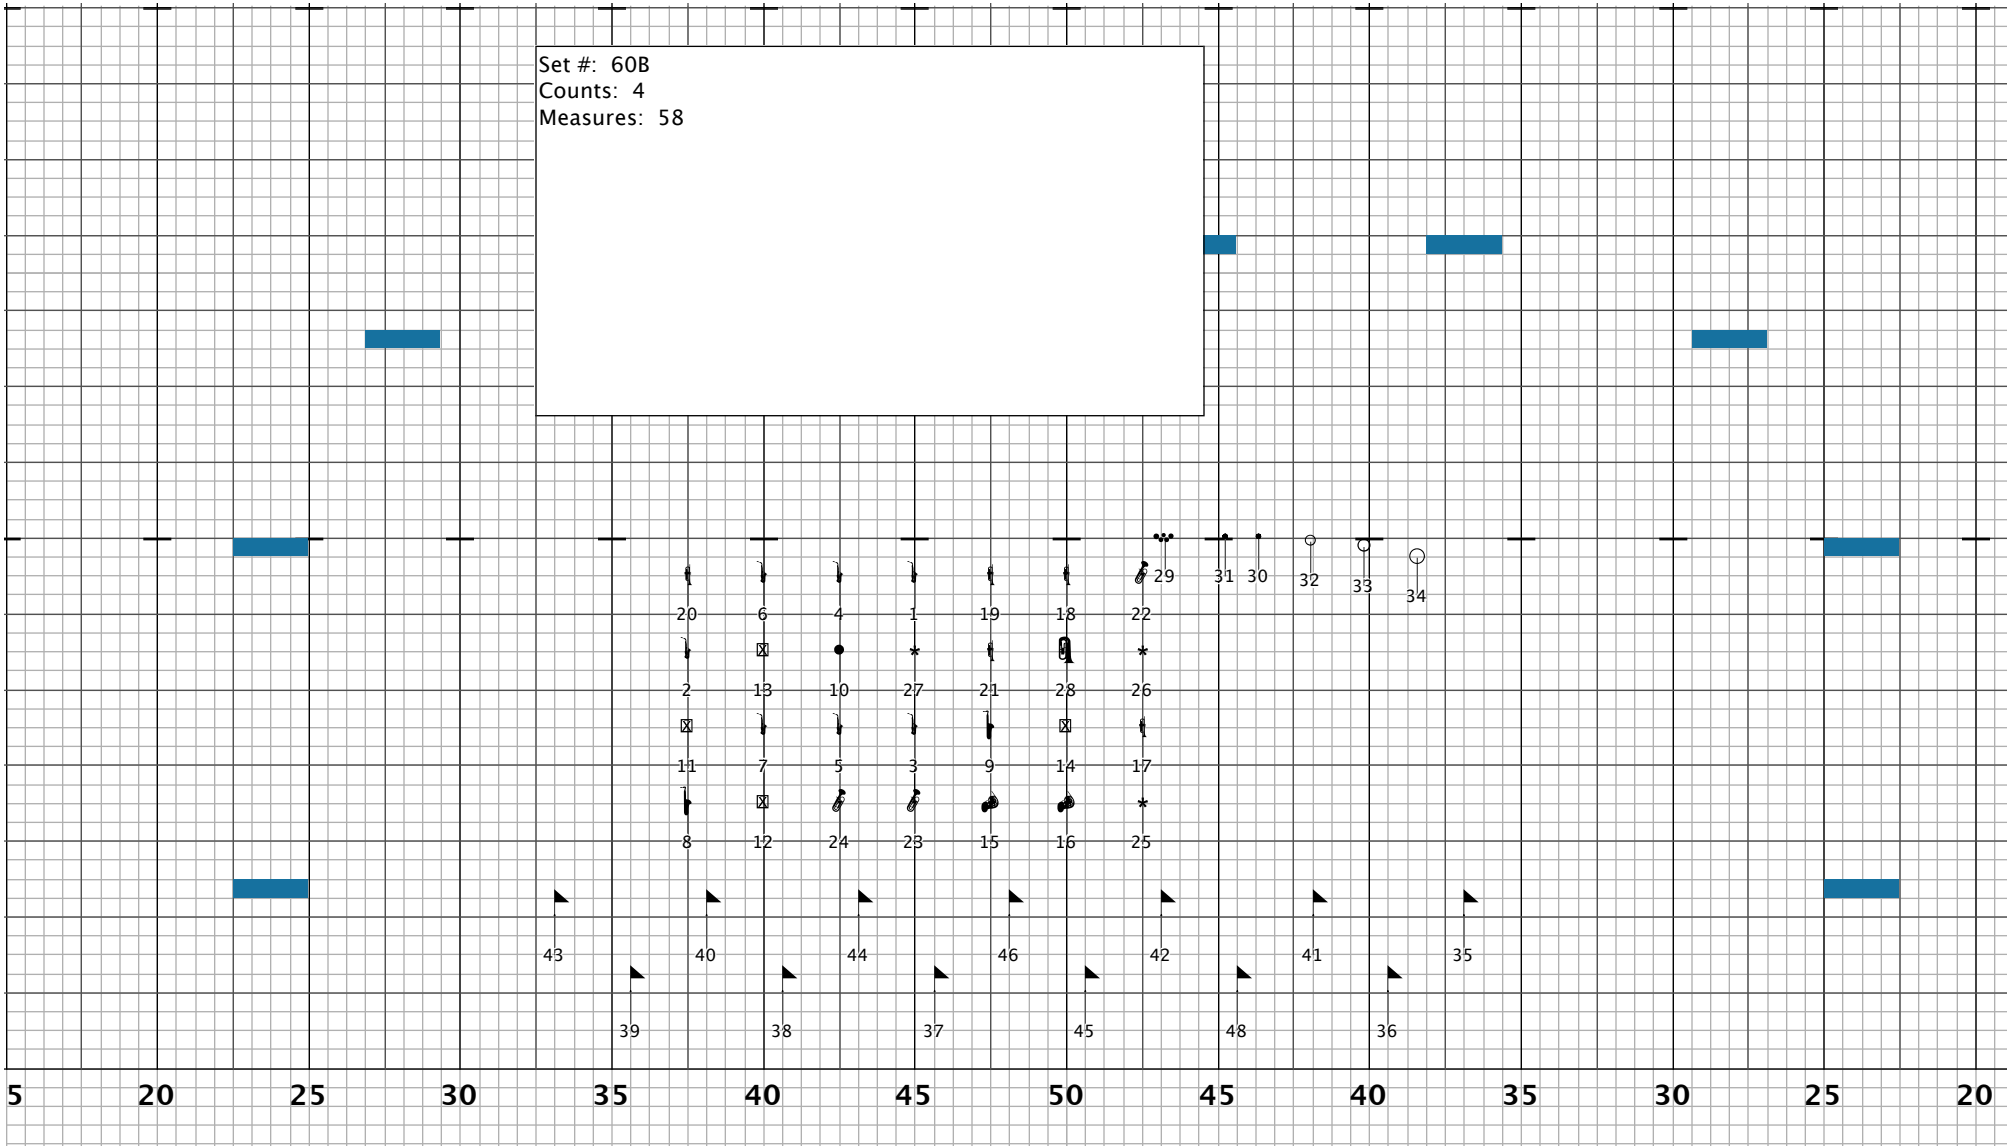 Set #: 60B
Counts: 4
Measures: 58
29 31 30 32 33 34
20 6 4 1 19 18 22
2 13 10 27 21 28 26
11 7 5 3 9 14 17
8 12 24 23 15 16 25
43 40 44 46 42 41 35
39 38 37 45 48 36
5 20 25 30 35 40 45 50 45 40 35 30 25 20